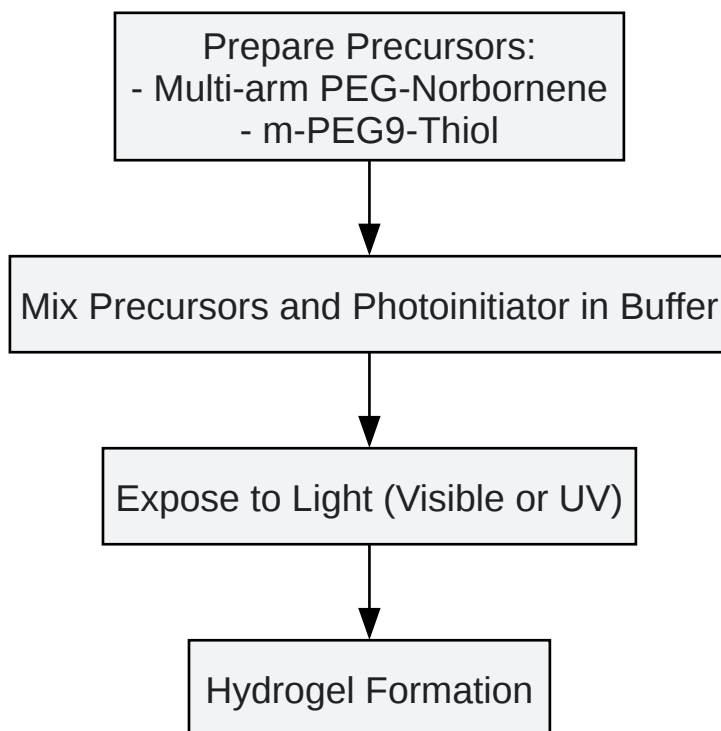 Prepare Precursors:
- Multi-arm PEG-Norbornene
- m-PEG9-Thiol
Mix Precursors and Photoinitiator in Buffer
Expose to Light (Visible or UV)
Hydrogel Formation